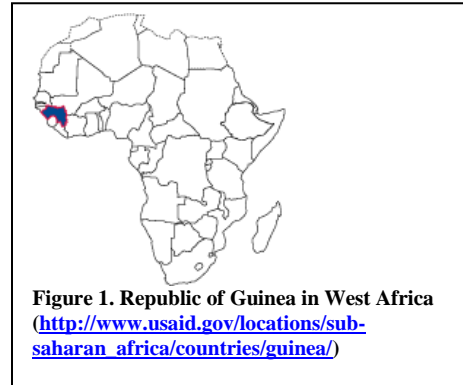 Figure 1. Republic of Guinea in West Africa
(http://www.usaid.gov/locations/sub-
saharan_africa/countries/guinea/)